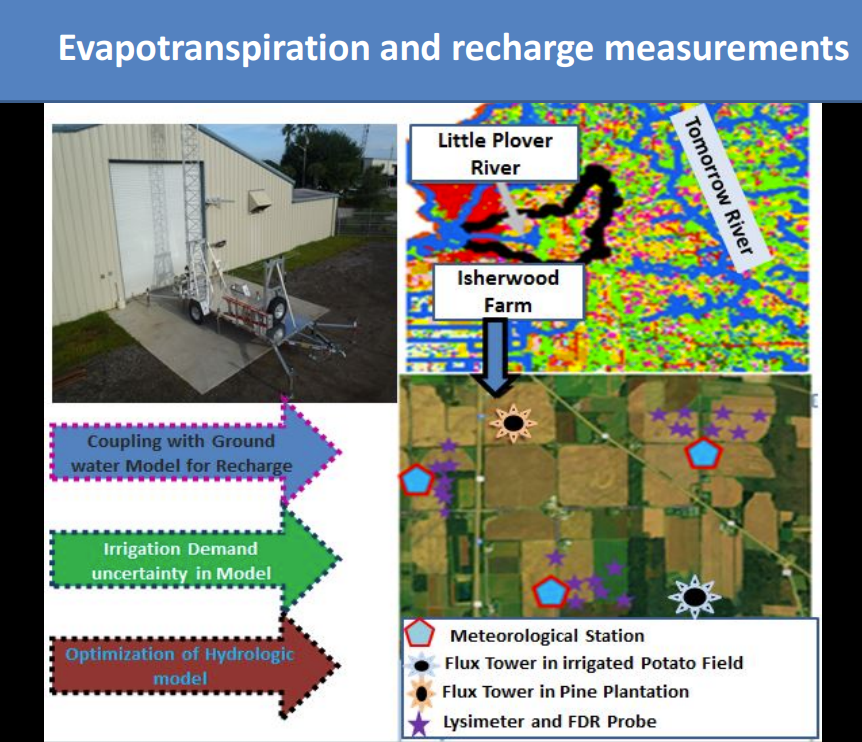 Evapotranspiration and recharge measurements
Little Plover
River
Tomorrow River
Isherwood
Farm
Coupling with Ground
water Model for Recharge
Irrigation Demand
uncertainty in Model
Optimization of Hydrologic
model
Meteorological Station
Flux Tower in irrigated Potato Field
Flux Tower in Pine Plantation
Lysimeter and FDR Probe